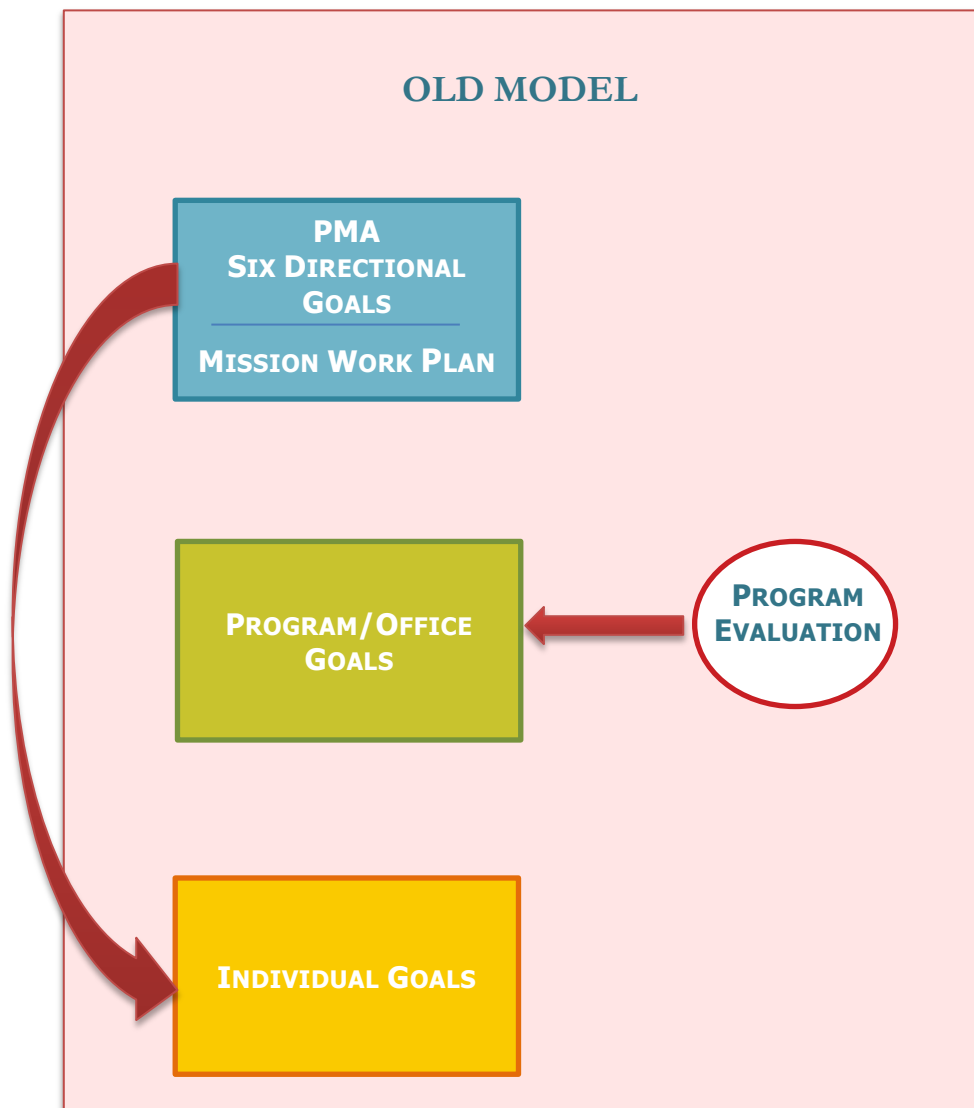 OLD MODEL
PMA
SIX DIRECTIONAL
GOALS
MISSION WORK PLAN
PROGRAM/OFFICE
GOALS
PROGRAM
EVALUATION
INDIVIDUAL GOALS